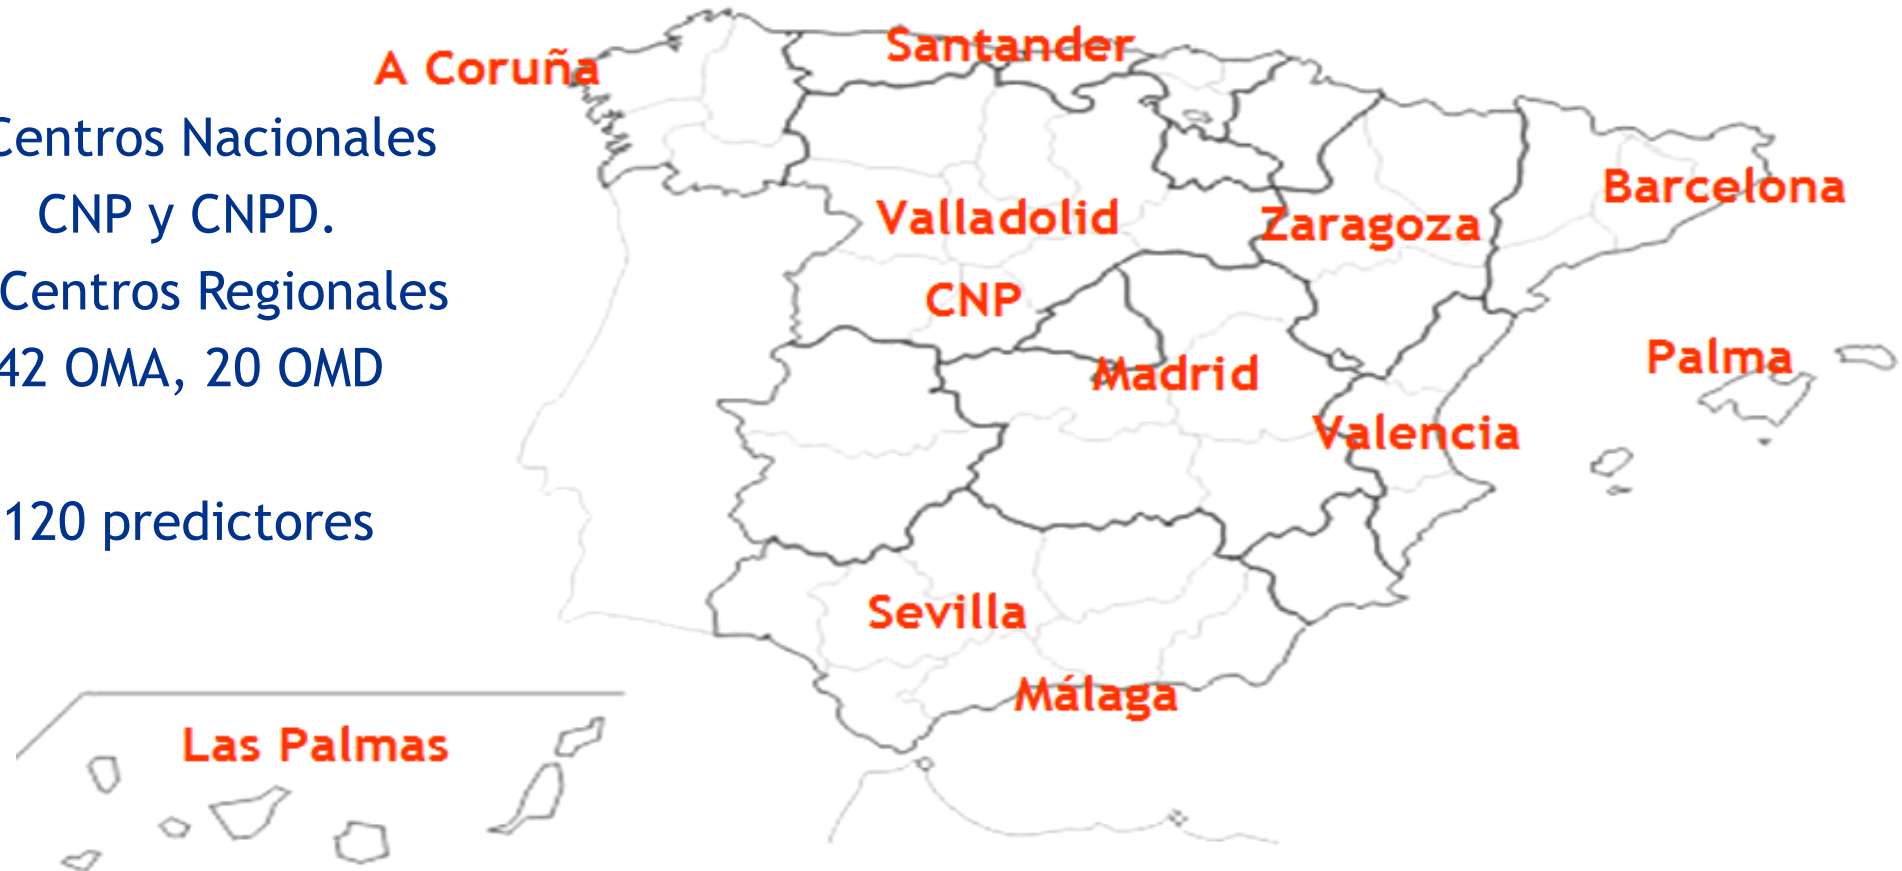 Centros Nacionales
CNP y CNPD.
Centros Regionales
42 OMA, 20 OMD
120 predictores
A Coruña
Santander
Barcelona
Valladolid
Zaragoza
CNP
Palma
Madrid
Valencia
Sevilla
Málaga
Las Palmas